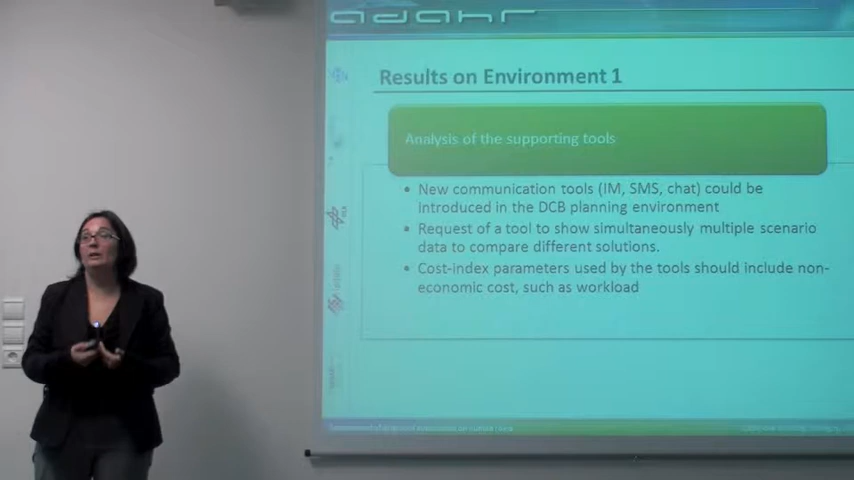 adahr
Results on Environment 1
Analysis of the supporting tools
• New communication tools (IM, SMS, chat) could be
introduced in the DCB planning environment
• Request of a tool to show simultaneously multiple scenario
data to compare different solutions.
• Cost-index parameters used by the tools should include non-
economic cost, such as workload